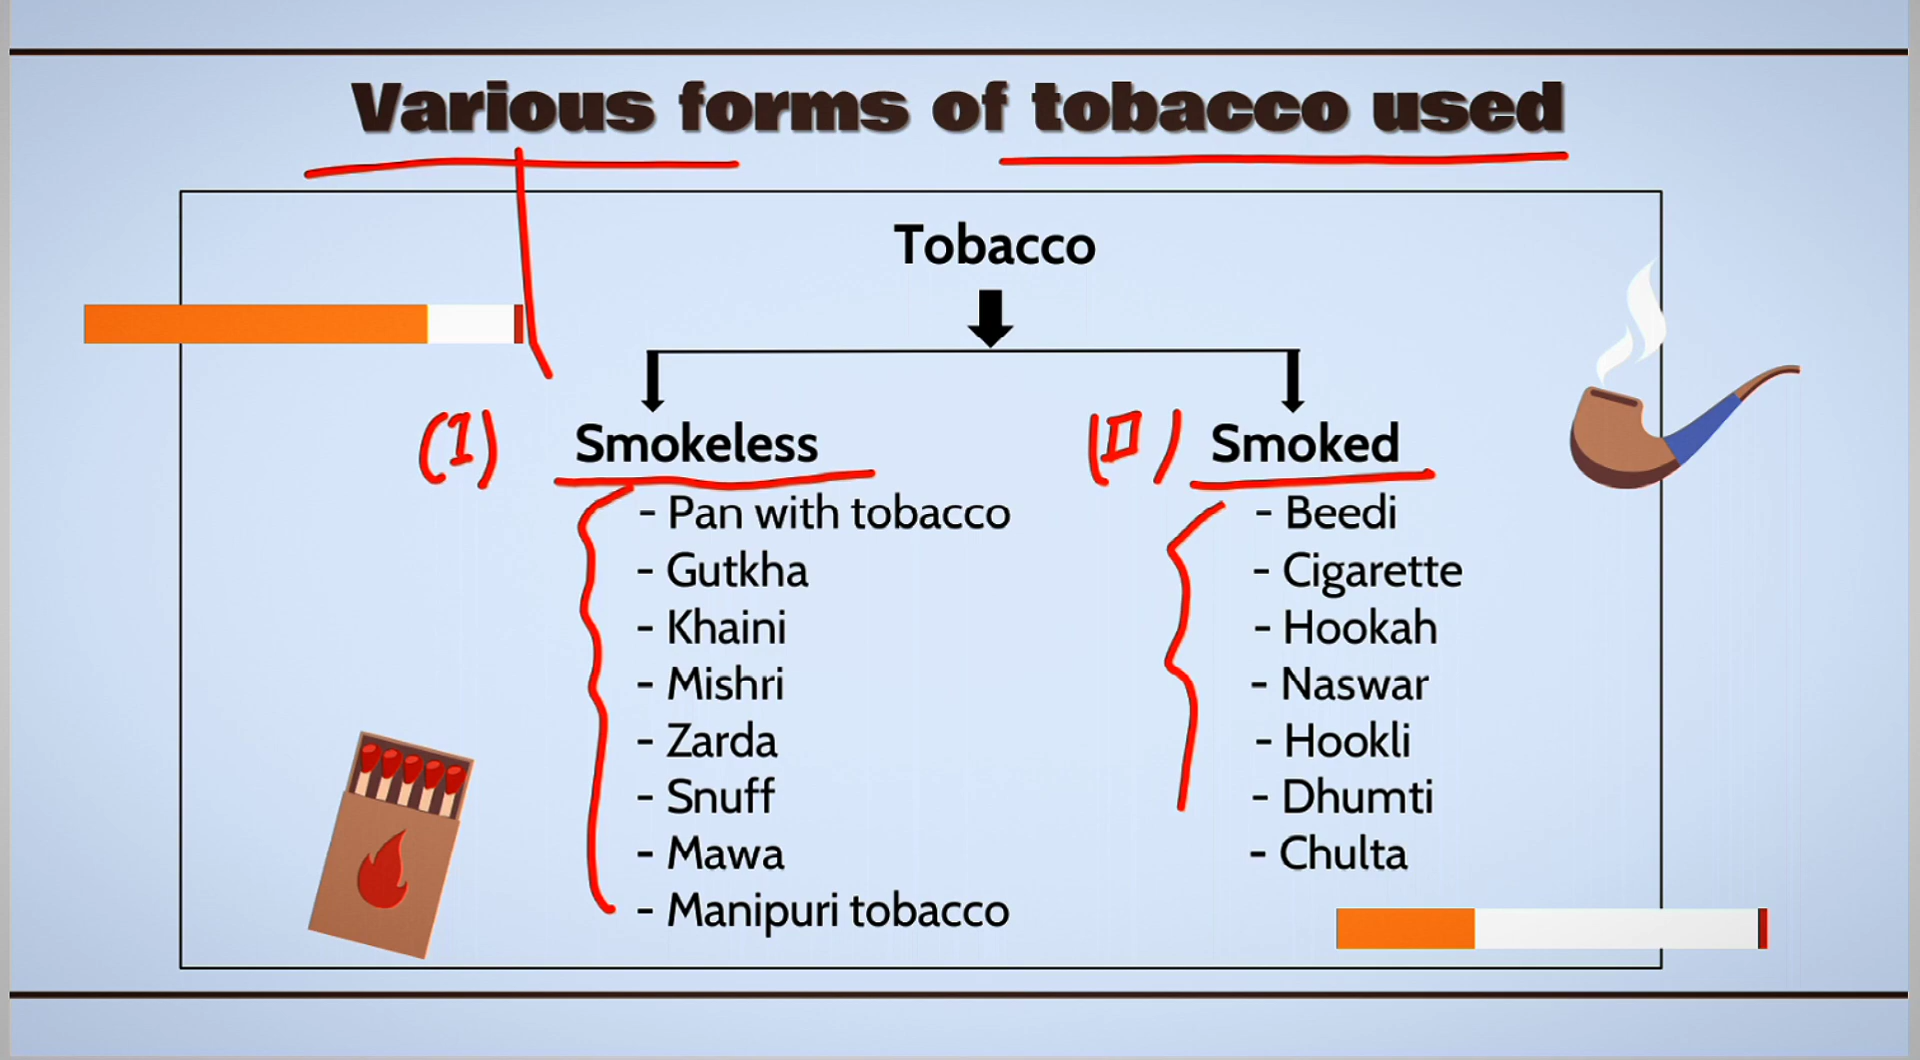 Various forms of tobacco used
Tobacco
(I) Smokeless
- Pan with tobacco
- Gutkha
- Khaini
- Mishri
- Zarda
- Snuff
- Mawa
- Manipuri tobacco
(II) Smoked
- Beedi
- Cigarette
- Hookah
- Naswar
- Hookli
- Dhumti
- Chulta